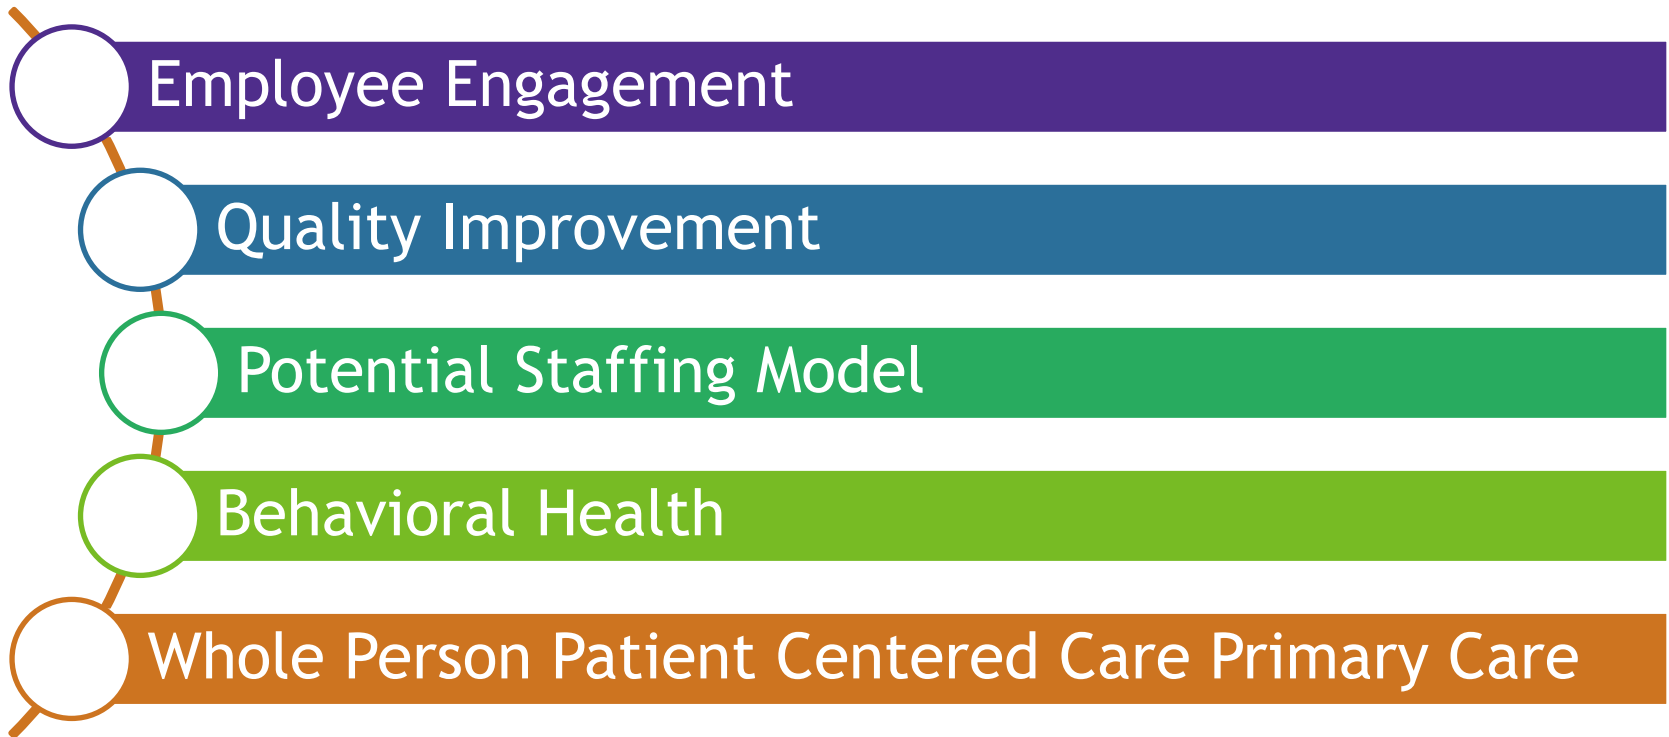 Employee Engagement
Quality Improvement
Potential Staffing Model
Behavioral Health
Whole Person Patient Centered Care Primary Care